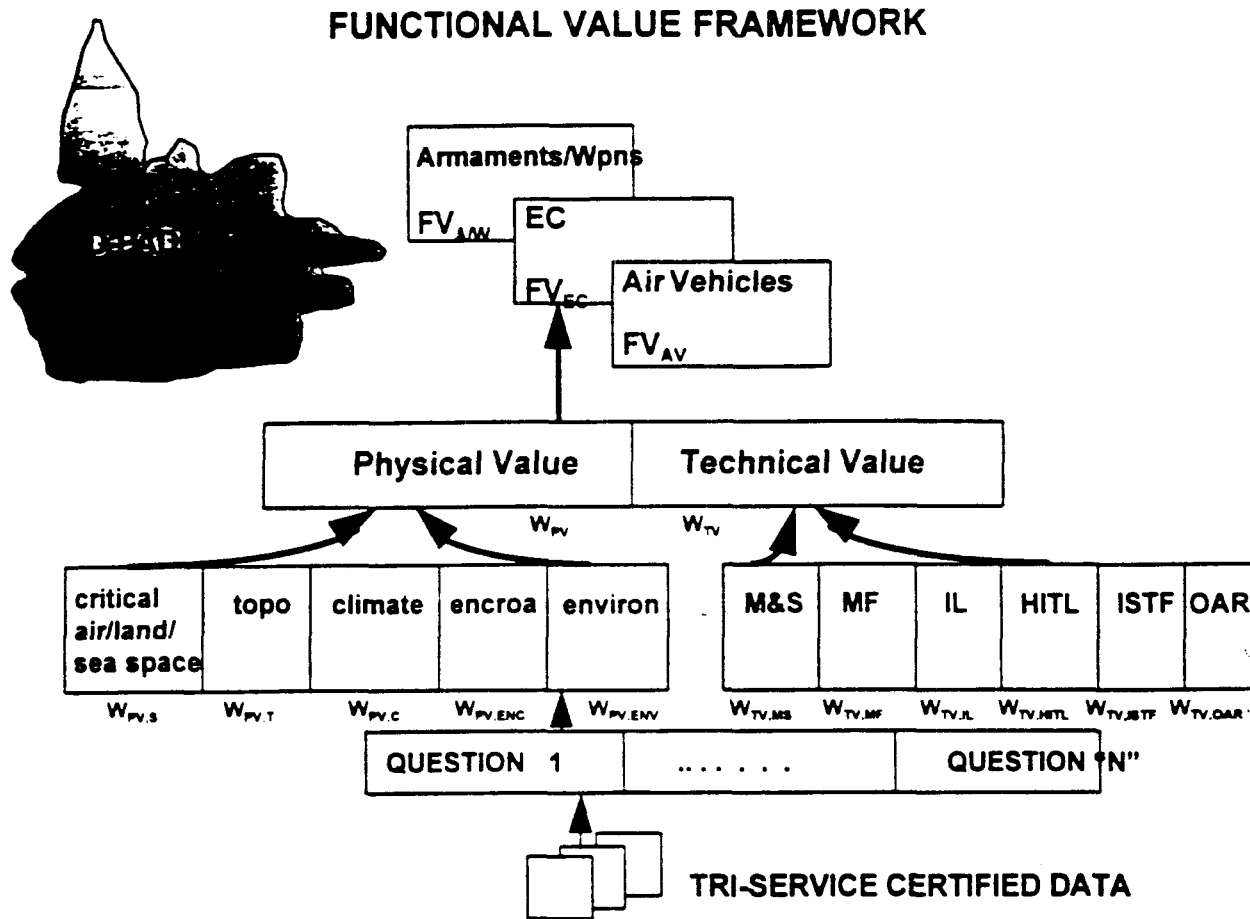 FUNCTIONAL VALUE FRAMEWORK
Armaments/Wpns
FV A/W
EC
FV EC
Air Vehicles
FV AV
Physical Value
Technical Value
W PV
W TV
critical
air/land/
sea space
topo
climate
encroa
environ
M&S
MF
IL
HITL
ISTF
OAR
W PV.S
W PV.T
W PV.C
W PV.ENC
W PV.ENV
W TV.MS
W TV.MF
W TV.IL
W TV.HITL
W TV.ISTF
W TV.OAR
QUESTION 1
.. . . . .
QUESTION "N"
TRI-SERVICE CERTIFIED DATA